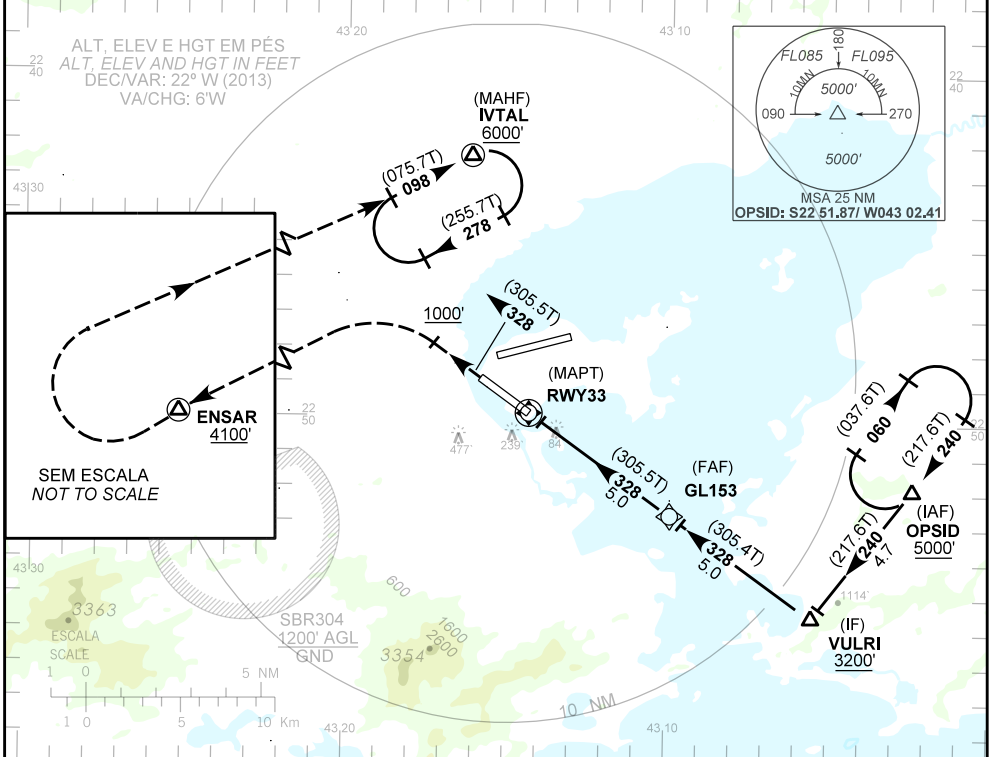 43,20
43,10
ALT, ELEV E HGT EM PÉS
ALT, ELEV AND HGT IN FEET
DEC/VAR: 22º W (2013)
VA/CHG: 6'W
22
40
22
40
180
FL085
FL095
10MN
10MN
5000'
090
270
5000'
MSA 25 NM
OPSID: S22 51.87/ W043 02.41
(MAHF)
IVTAL
6000'
(075.7T)
098
(255.7T)
278
43,30
1000'
(305.5T)
328
(MAPT)
RWY33
ENSAR
4100'
22
50
SEM ESCALA
NOT TO SCALE
477'
239'
84'
(305.5T)
328
5.0
(FAF)
GL153
(305.4T)
328
5.0
(037.6T)
060
(217.6T)
240
22
50
(IAF)
OPSID
5000'
(217.6T)
240
4.7
1114'
(IF)
VULRI
3200'
43,30
3363
ESCALA
SCALE
1 0 5 NM
1 0 5 10 Km
SBR304
1200' AGL
GND
600
1600
2600
3354
10 NM
43,20
43,10